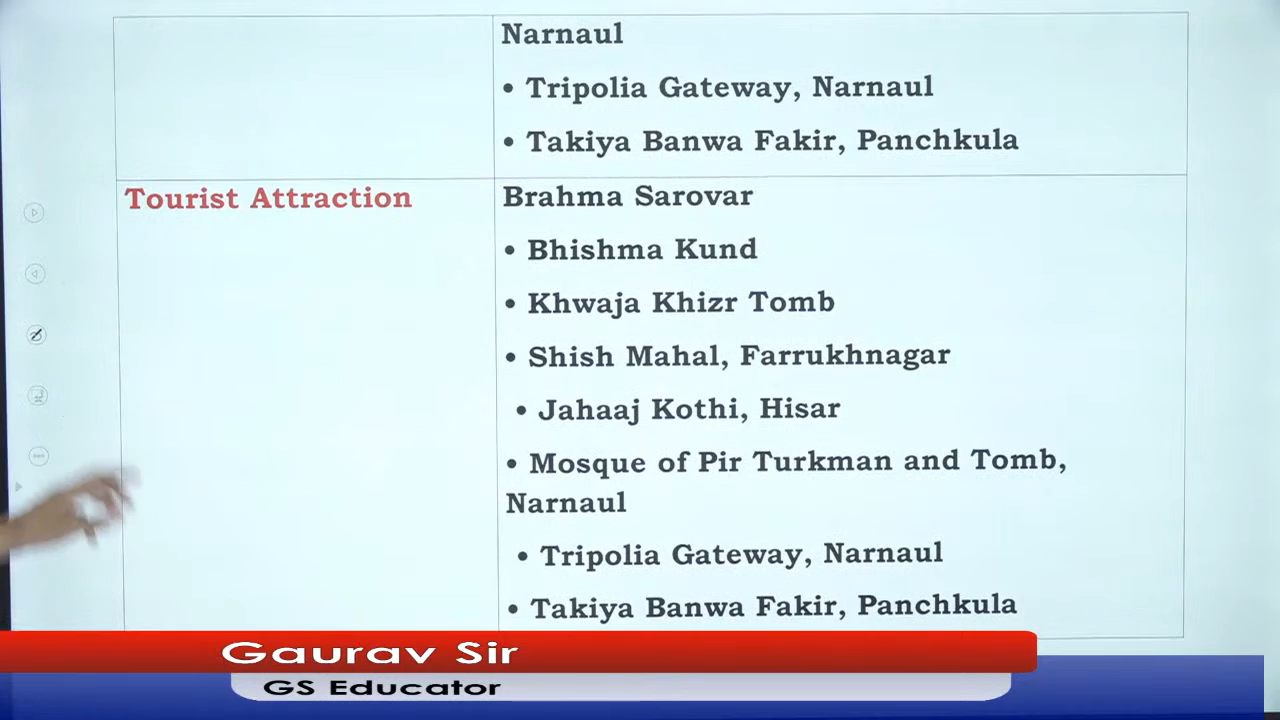 Narnaul
• Tripolia Gateway, Narnaul
• Takiya Banwa Fakir, Panchkula
Tourist Attraction
Brahma Sarovar
• Bhishma Kund
• Khwaja Khizr Tomb
• Shish Mahal, Farrukhnagar
• Jahaaj Kothi, Hisar
• Mosque of Pir Turkman and Tomb,
Narnaul
• Tripolia Gateway, Narnaul
• Takiya Banwa Fakir, Panchkula
Gaurav Sir
GS Educator